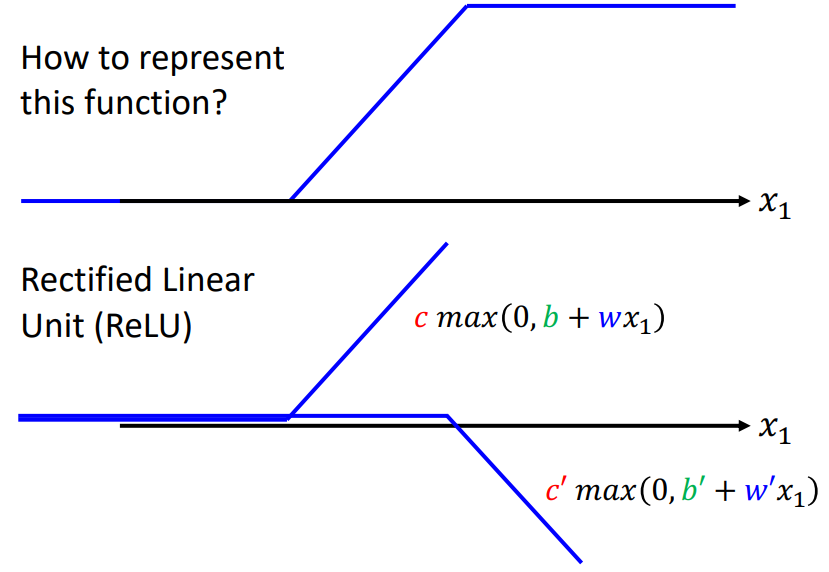 How to represent
this function?
x₁
Rectified Linear
Unit (ReLU)
c max(0, b + wx₁)
x₁
c′ max(0, b′ + w′x₁)